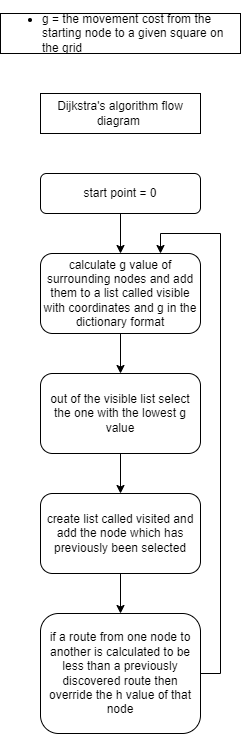 • g = the movement cost from the
starting node to a given square on
the grid
Dijkstra's algorithm flow
diagram
start point = 0
calculate g value of
surrounding nodes and add
them to a list called visible
with coordinates and g in the
dictionary format
out of the visible list select
the one with the lowest g
value
create list called visited and
add the node which has
previously been selected
if a route from one node to
another is calculated to be
less than a previously
discovered route then
override the h value of that
node